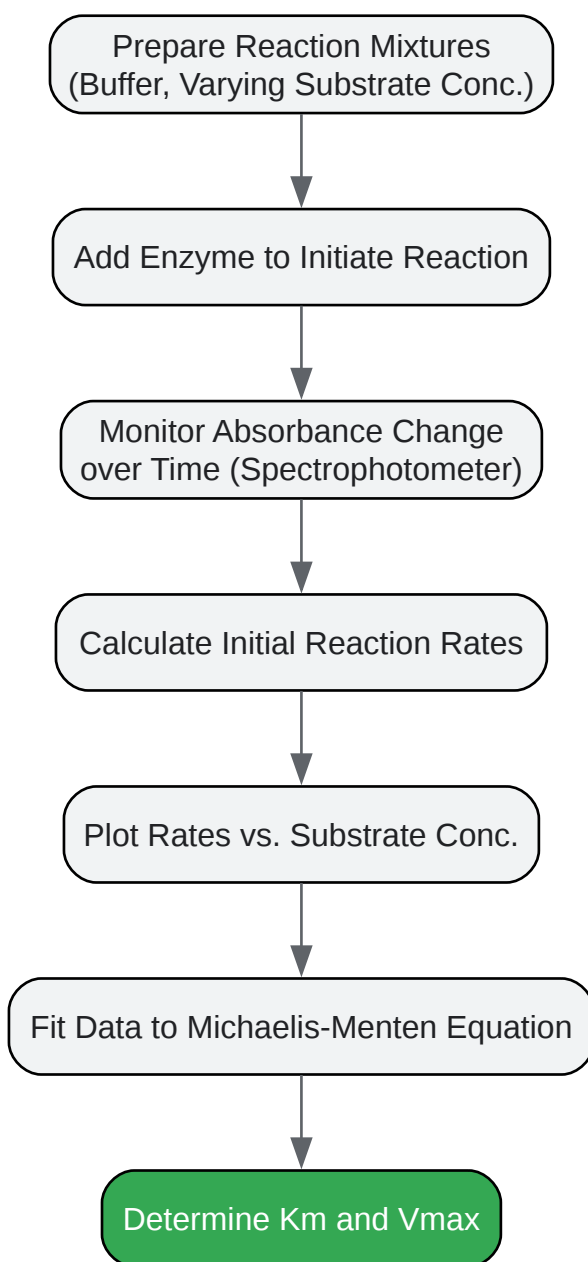 Prepare Reaction Mixtures
(Buffer, Varying Substrate Conc.)
Add Enzyme to Initiate Reaction
Monitor Absorbance Change
over Time (Spectrophotometer)
Calculate Initial Reaction Rates
Plot Rates vs. Substrate Conc.
Fit Data to Michaelis-Menten Equation
Determine Km and Vmax